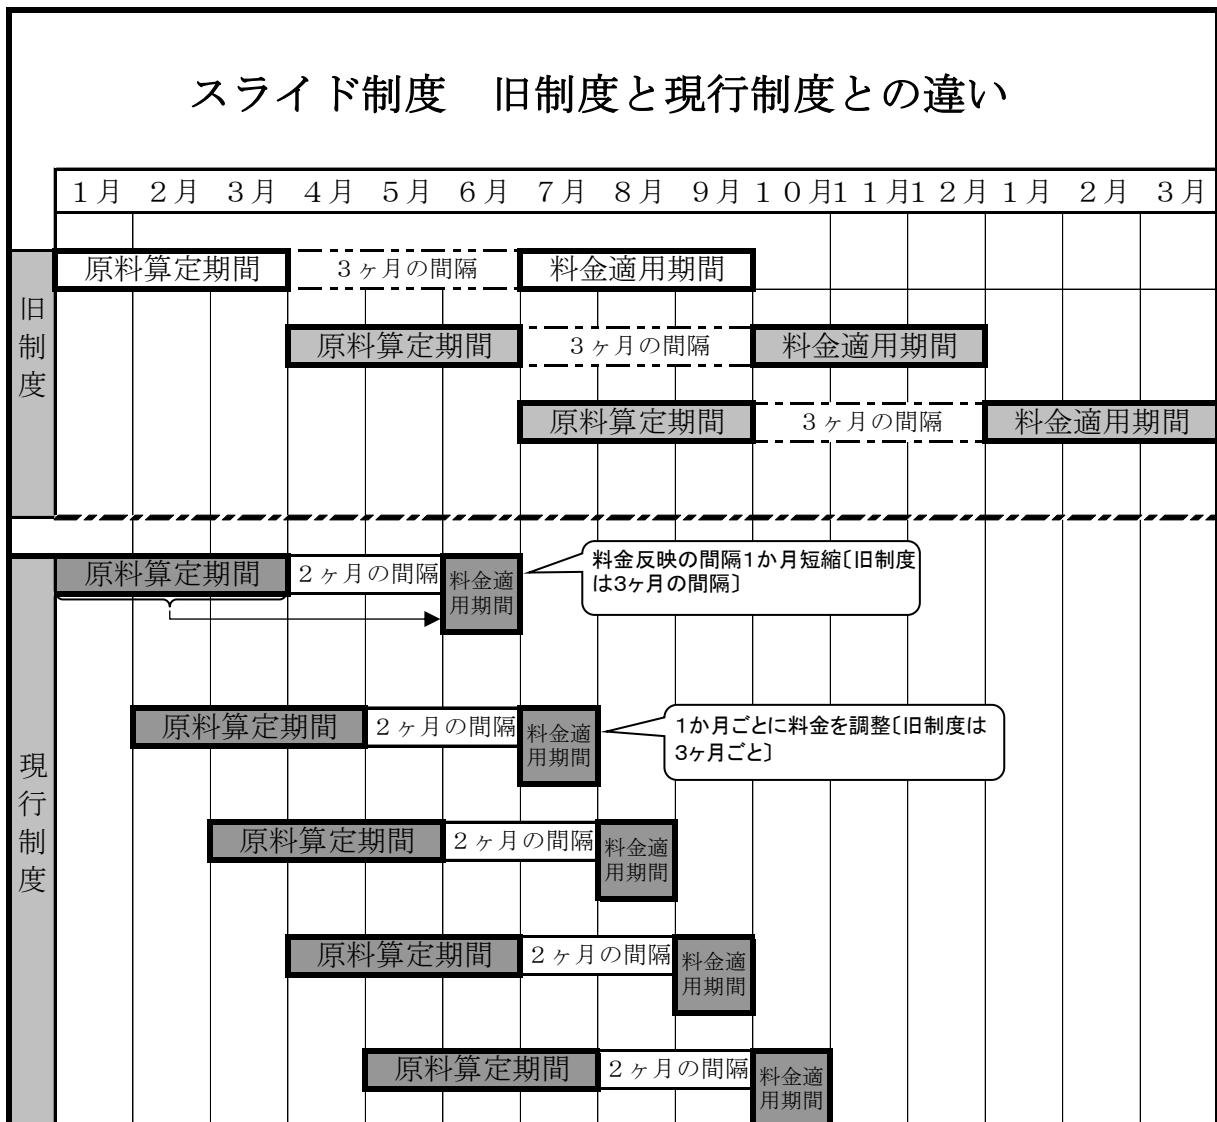 スライド制度　旧制度と現行制度との違い
１月 ２月 ３月 ４月 ５月 ６月 ７月 ８月 ９月 １０月 １１月 １２月 １月 ２月 ３月
旧制度
原料算定期間 ３ヶ月の間隔 料金適用期間
原料算定期間 ３ヶ月の間隔 料金適用期間
原料算定期間 ３ヶ月の間隔 料金適用期間
現行制度
原料算定期間 ２ヶ月の間隔
料金適
用期間
料金反映の間隔1か月短縮〔旧制度
は3ヶ月の間隔〕
原料算定期間 ２ヶ月の間隔
料金適
用期間
1か月ごとに料金を調整〔旧制度は
3ヶ月ごと〕
原料算定期間 ２ヶ月の間隔
料金適
用期間
原料算定期間 ２ヶ月の間隔
料金適
用期間
原料算定期間 ２ヶ月の間隔
料金適
用期間